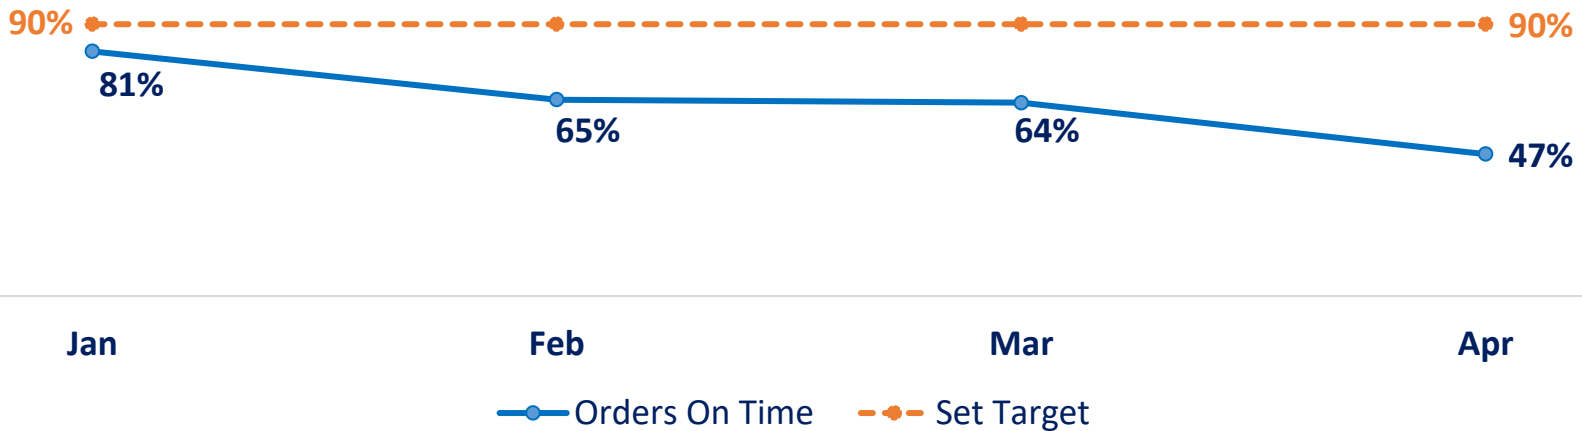 90% 90%
81%
65% 64%
47%
Jan Feb Mar Apr
Orders On Time Set Target